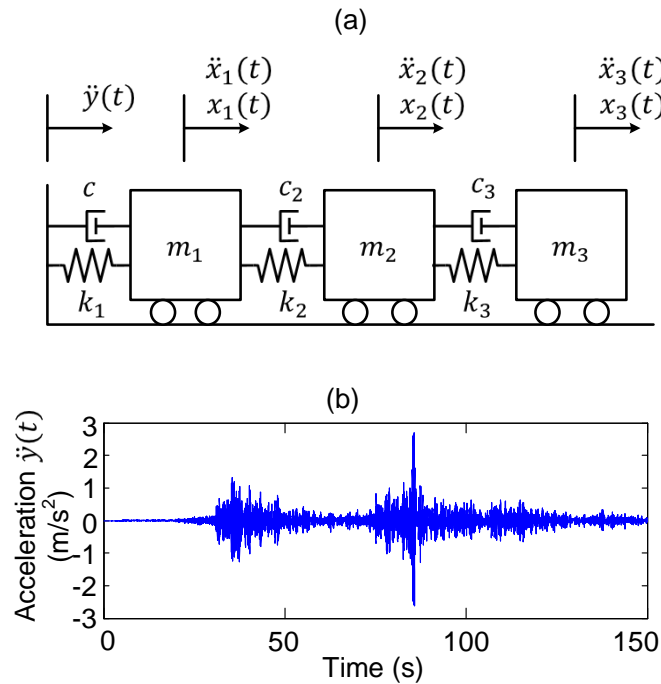 (a)
ẍ₁(t) ẍ₂(t) ẍ₃(t)
ÿ(t) x₁(t) x₂(t) x₃(t)
c c₂ c₃
m₁ m₂ m₃
k₁ k₂ k₃
(b)
Acceleration ÿ(t)
(m/s²)
3
2
1
0
-1
-2
-3
0 50 100 150
Time (s)